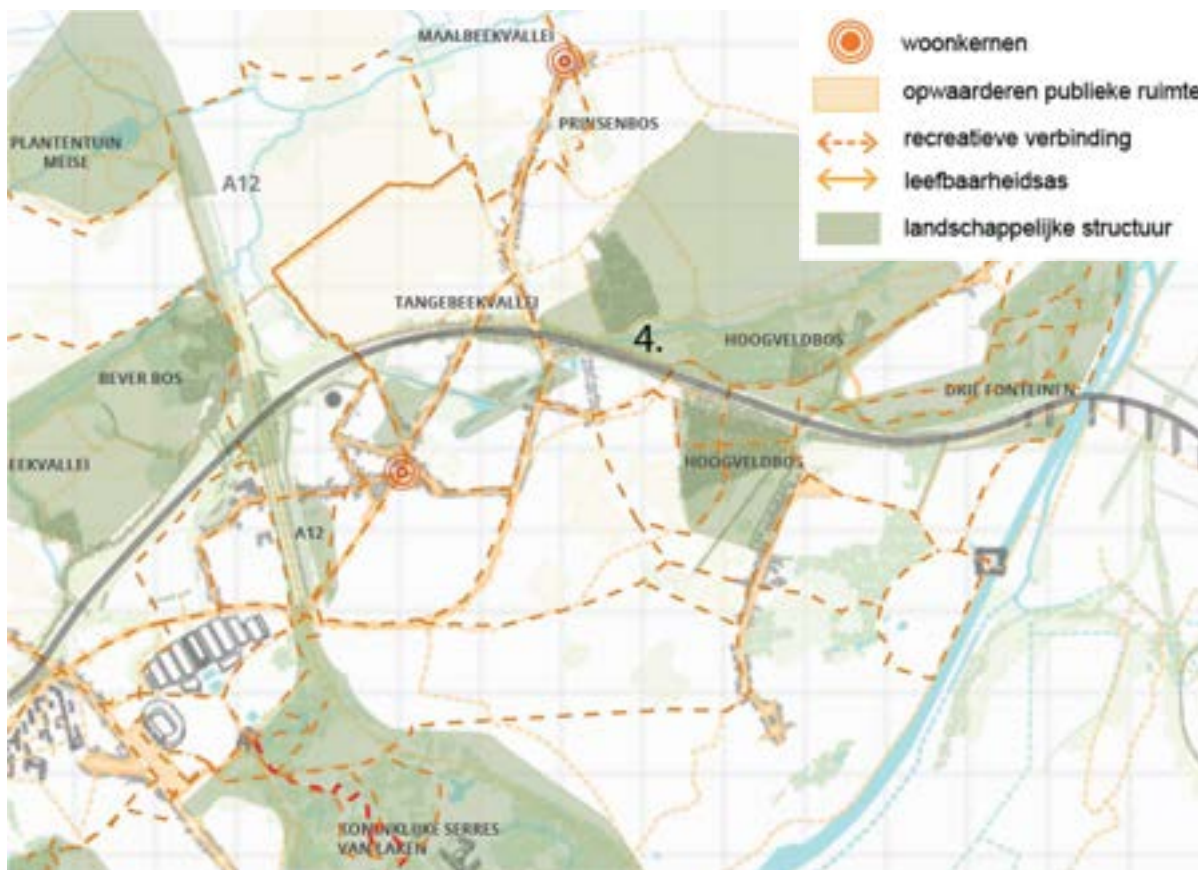 MAALBEEKVALLEI
PRINSENBOS
PLANTENTUIN
MEISE
A12
TANGEBEEKVALLEI
4.
HOOGVELDBOS
BEVER BOS
DRIE FONTEINEN
EEKVALLEI
HOOGVELDBOS
A12
KONINKLIJKE SERRES
VAN LAKEN
woonkernen
opwaarderen publieke ruimte
recreatieve verbinding
leefbaarheidsas
landschappelijke structuur